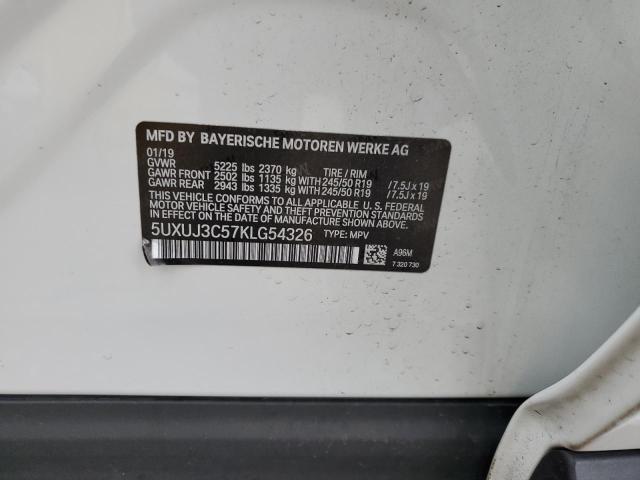 MFD BY BAYERISCHE MOTOREN WERKE AG
01/19
GVWR 5225 lbs 2370 kg TIRE / RIM
GAWR FRONT 2502 lbs 1135 kg WITH 245/50 R19 /7.5J x 19
GAWR REAR 2943 lbs 1335 kg WITH 245/50 R19 /7.5J x 19
THIS VEHICLE CONFORMS TO ALL APPLICABLE U. S. FEDERAL
MOTOR VEHICLE SAFETY, BUMPER, AND THEFT PREVENTION
STANDARDS IN EFFECT ON THE DATE OF MANUFACTURE SHOWN ABOVE
5UXUJ3C57KLG54326 TYPE: MPV
A96M
7 320 730